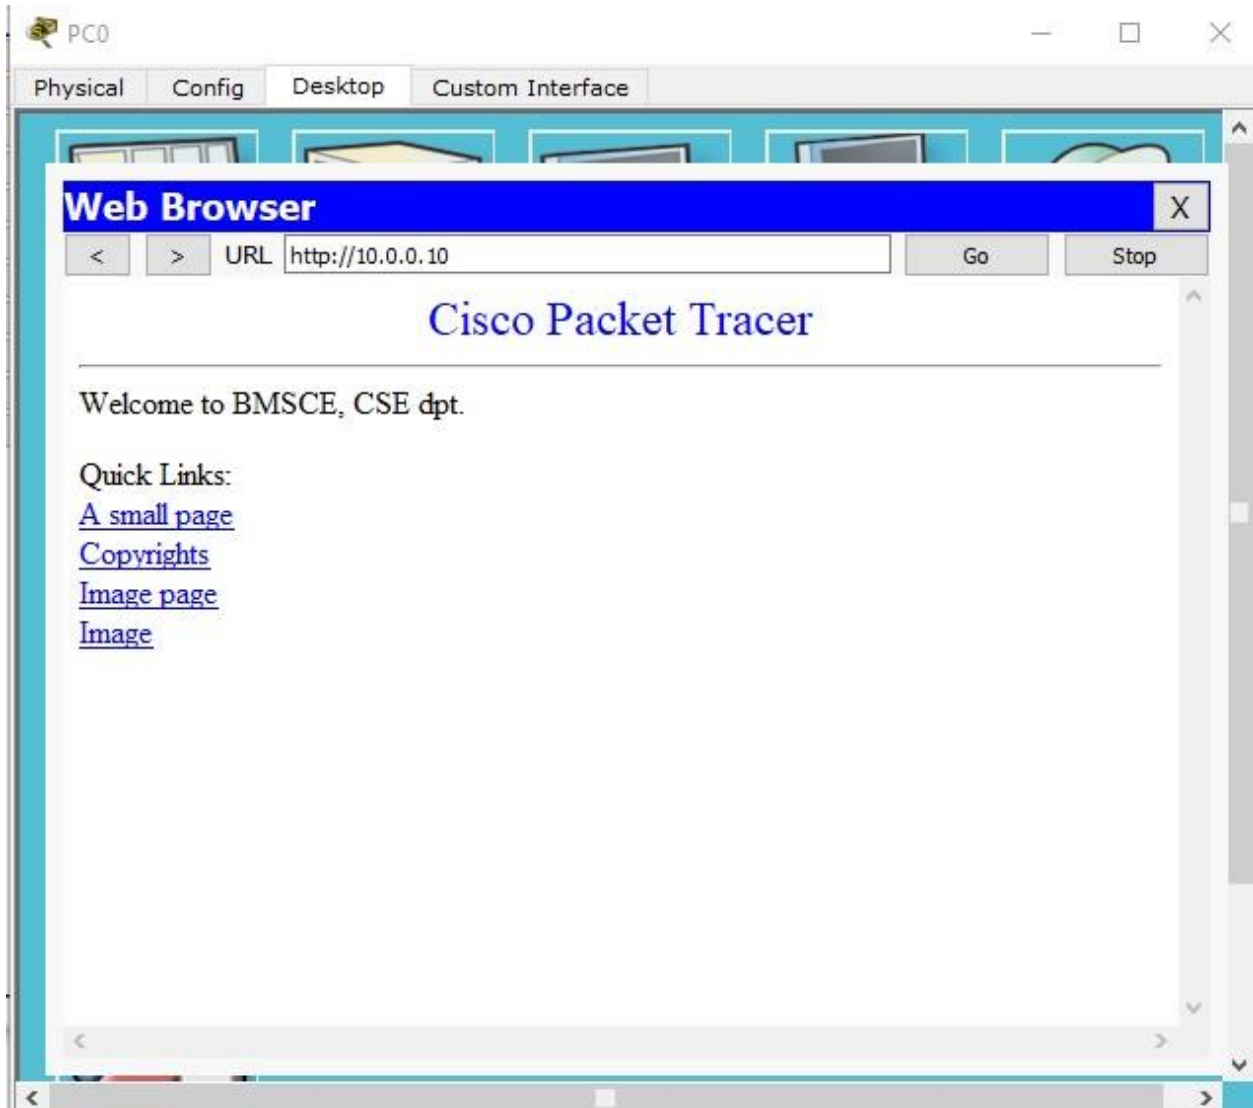 PC0
Physical Config Desktop Custom Interface
Web Browser X
< > URL http://10.0.0.10 Go Stop
Cisco Packet Tracer
Welcome to BMSCE, CSE dpt.
Quick Links:
A small page
Copyrights
Image page
Image